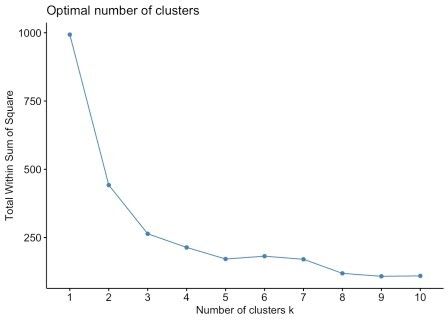 Optimal number of clusters
Total Within Sum of Square
1000
750
500
250
1 2 3 4 5 6 7 8 9 10
Number of clusters k